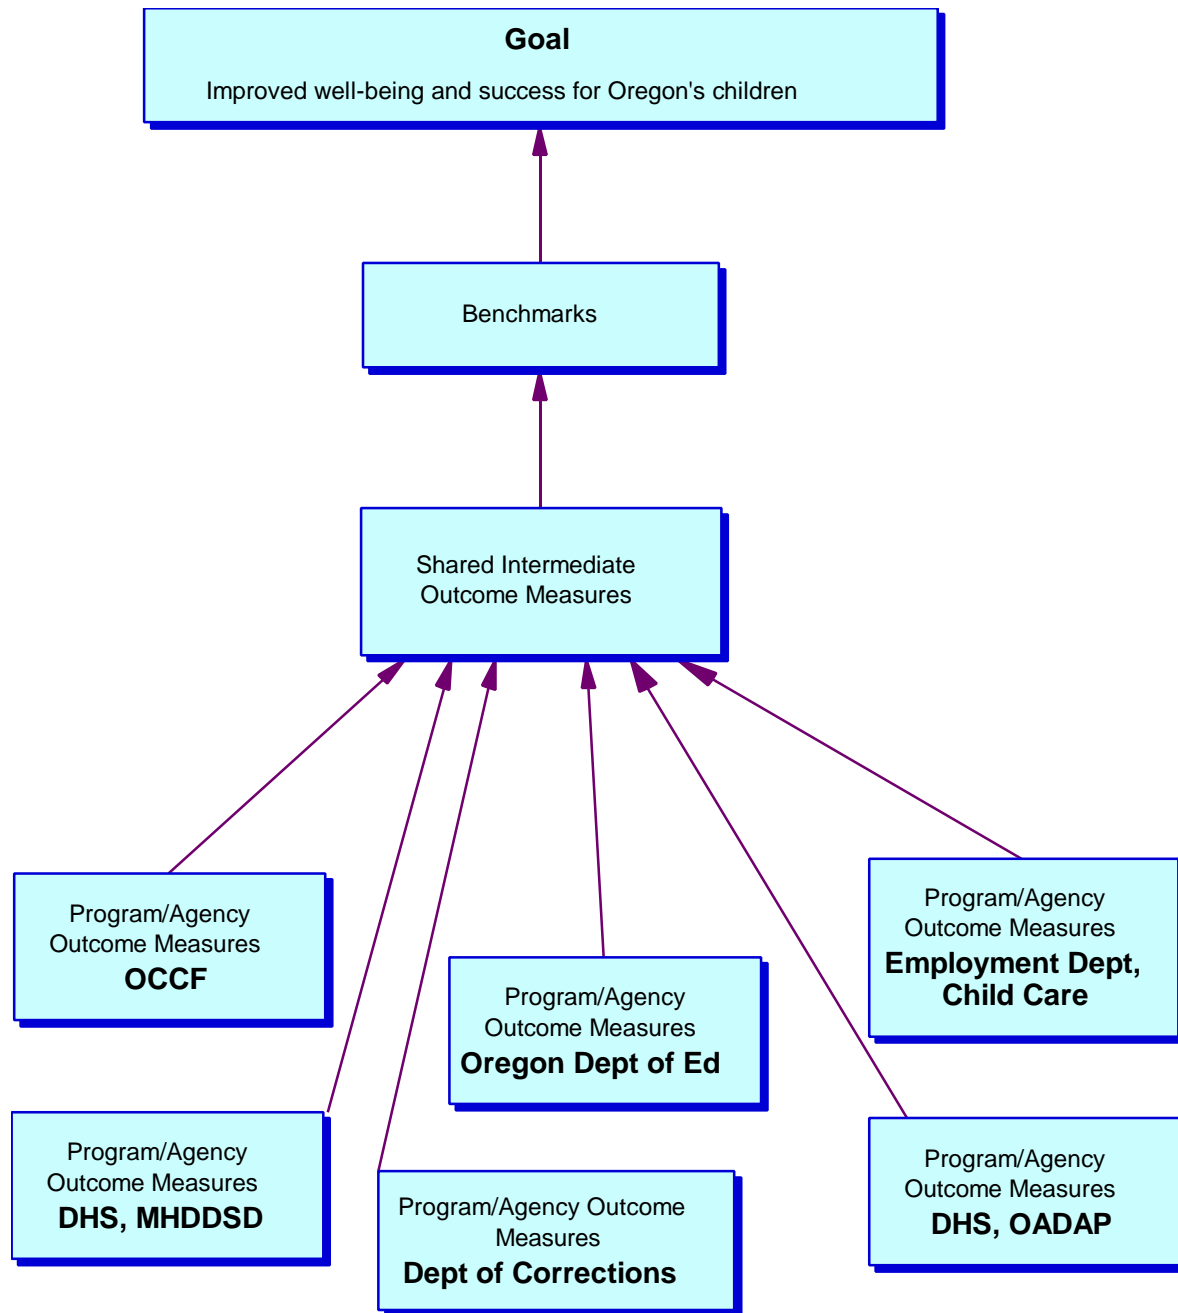 Goal
Improved well-being and success for Oregon's children
Benchmarks
Shared Intermediate
Outcome Measures
Program/Agency
Outcome Measures
OCCF
Program/Agency
Outcome Measures
Employment Dept,
Child Care
Program/Agency
Outcome Measures
Oregon Dept of Ed
Program/Agency
Outcome Measures
DHS, MHDDSD
Program/Agency Outcome
Measures
Dept of Corrections
Program/Agency
Outcome Measures
DHS, OADAP